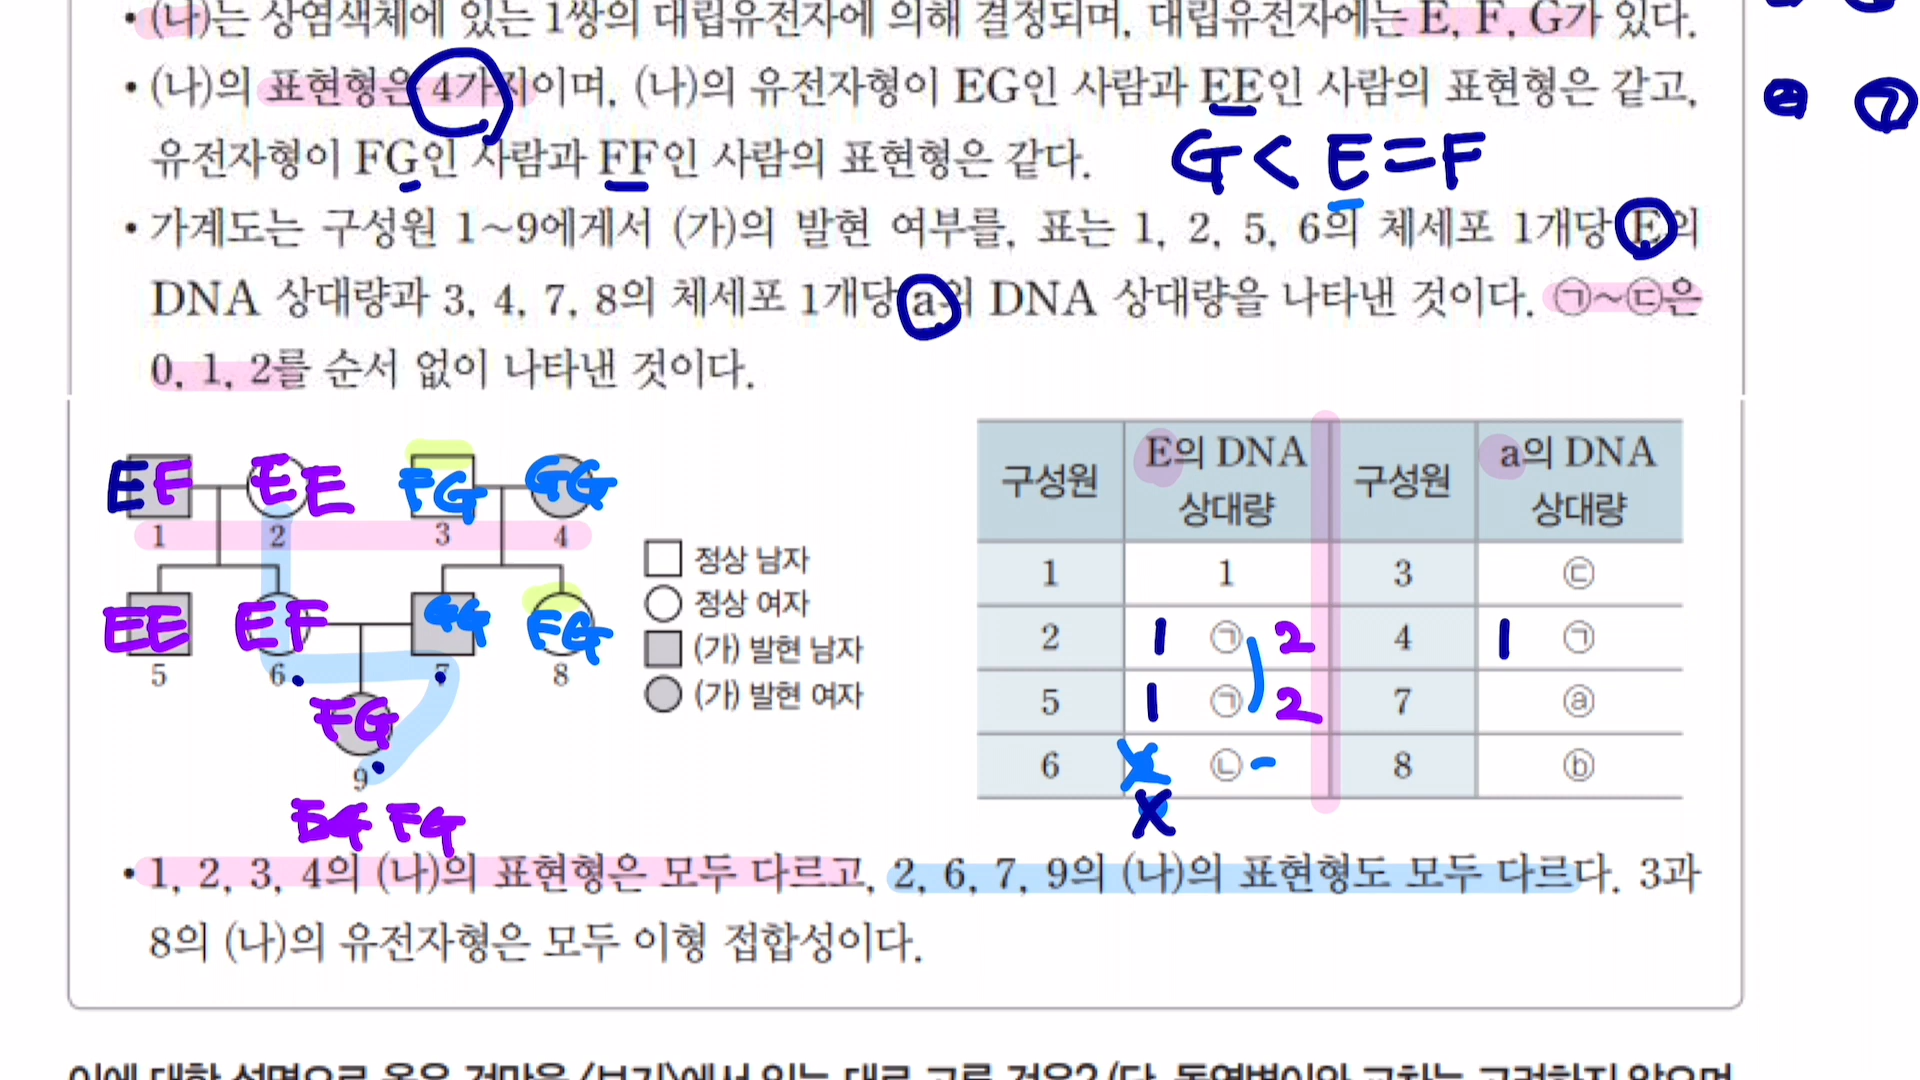 • (나)는 상염색체에 있는 1쌍의 대립유전자에 의해 결정되며, 대립유전자에는 E, F, G가 있다.
• (나)의 표현형은 4가지이며, (나)의 유전자형이 EG인 사람과 EE인 사람의 표현형은 같고,
유전자형이 FG인 사람과 FF인 사람의 표현형은 같다.
G < E = F
• 가계도는 구성원 1~9에게서 (가)의 발현 여부를, 표는 1, 2, 5, 6의 체세포 1개당 E의
DNA 상대량과 3, 4, 7, 8의 체세포 1개당 a의 DNA 상대량을 나타낸 것이다. ㉠~㉢은
0, 1, 2를 순서 없이 나타낸 것이다.
EF EE FG GG
1 2 3 4
EE EF GG FG
5 6 7 8
FG
9
EG FG
정상 남자
정상 여자
(가) 발현 남자
(가) 발현 여자
구성원 E의 DNA 상대량 구성원 a의 DNA 상대량
1 1 3 ㉢
2 1 ㉠ 2 4 1 ㉠
5 1 ㉠ 2 7 ⓐ
6 ㉡ 8 ⓑ
• 1, 2, 3, 4의 (나)의 표현형은 모두 다르고, 2, 6, 7, 9의 (나)의 표현형도 모두 다르다. 3과
8의 (나)의 유전자형은 모두 이형 접합성이다.